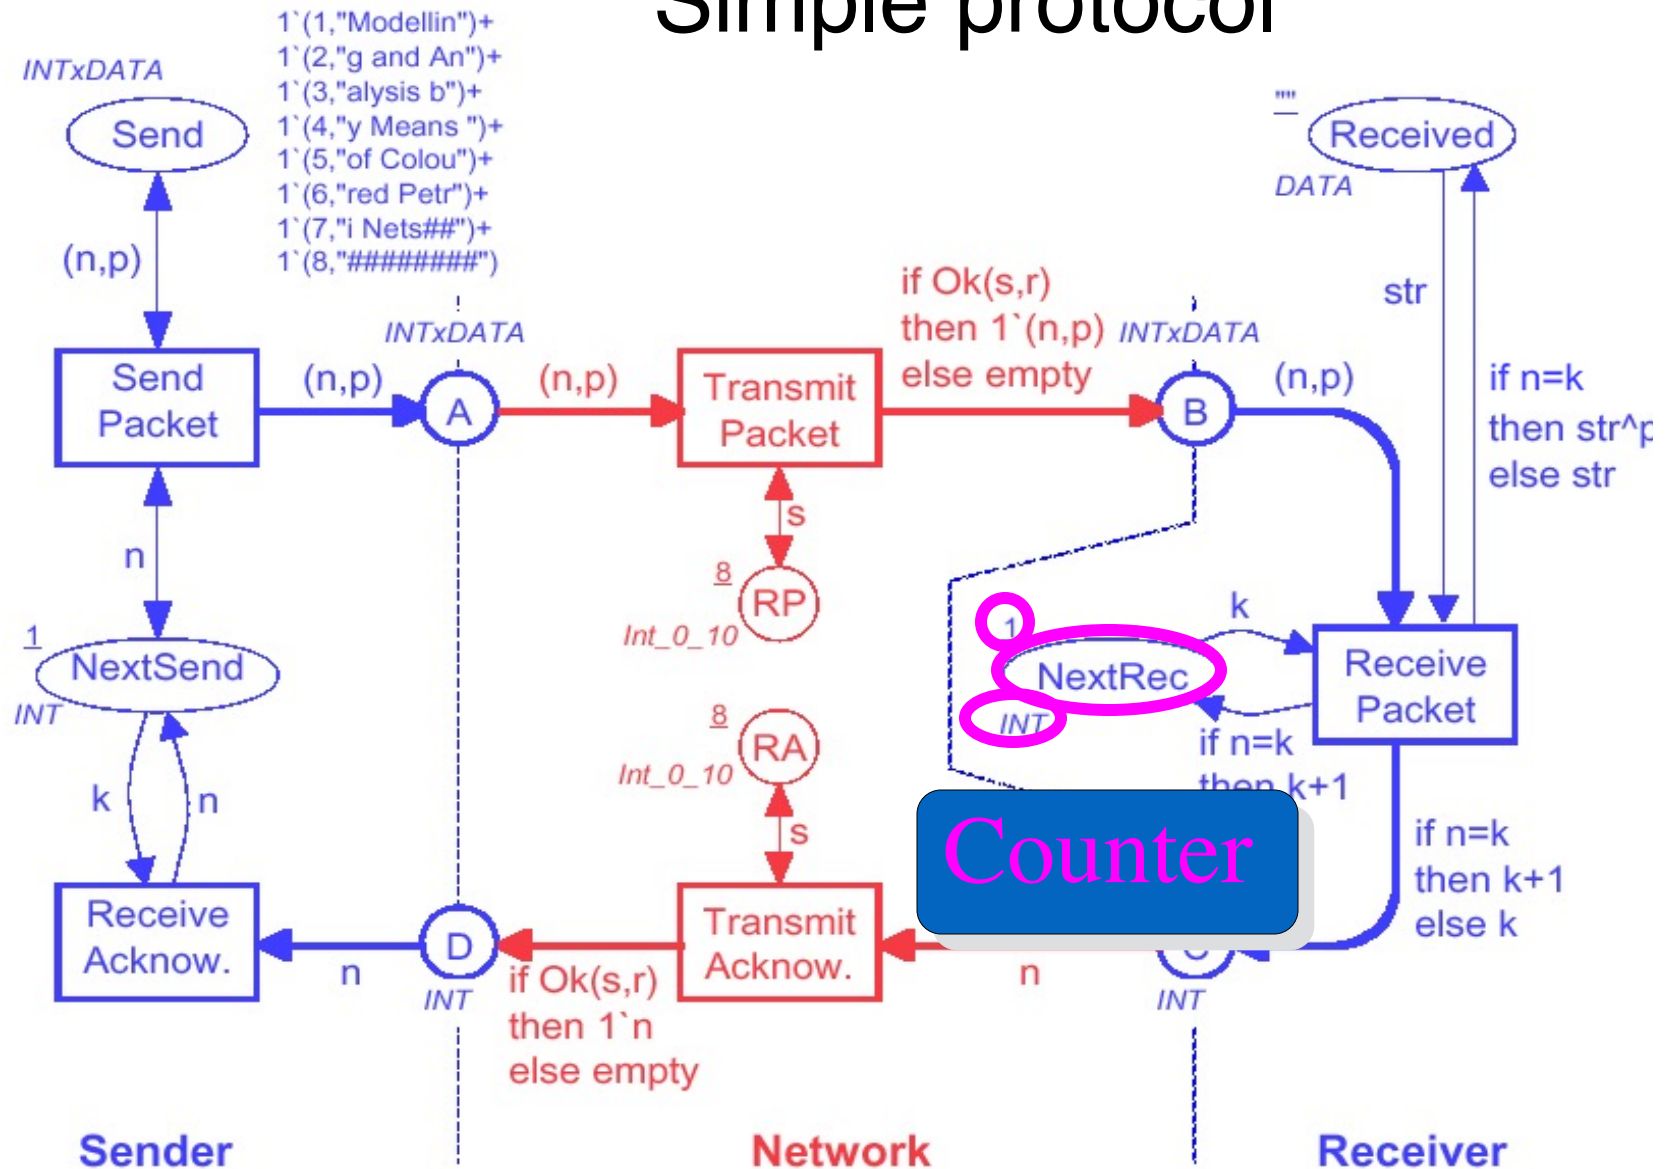 Simple protocol
INTxDATA
Send
1`(1,"Modellin")+
1`(2,"g and An")+
1`(3,"alysis b")+
1`(4,"y Means ")+
1`(5,"of Colou")+
1`(6,"red Petr")+
1`(7,"i Nets##")+
1`(8,"########")
""
Received
DATA
(n,p)
str
if Ok(s,r)
then 1`(n,p)
else empty
INTxDATA
INTxDATA
Send
Packet
(n,p)
A
(n,p)
Transmit
Packet
B
(n,p)
if n=k
then str^p
else str
n
s
8
RP
Int_0_10
1
NextSend
INT
1
NextRec
INT
k
Receive
Packet
if n=k
then k+1
8
RA
Int_0_10
k
n
s
Counter
if n=k
then k+1
else k
Receive
Acknow.
n
D
INT
if Ok(s,r)
then 1`n
else empty
Transmit
Acknow.
n
INT
Sender
Network
Receiver